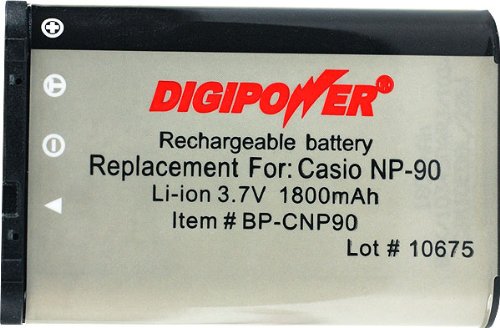 DIGIPOWER
Rechargeable battery
Replacement For: Casio NP-90
Li-ion 3.7V 1800mAh
Item # BP-CNP90
Lot # 10675